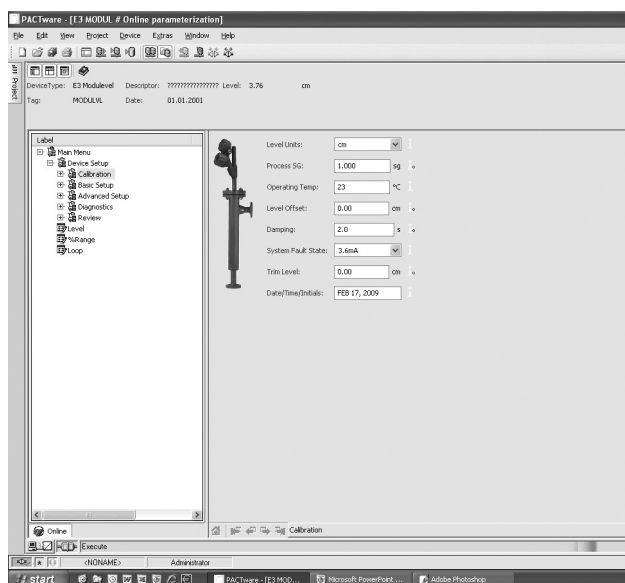 PACTware - [E3 MODUL # Online parameterization]
File Edit View Project Device Extras Window Help
Project
DeviceType: E3 Modulevel Descriptor: ???????????????? Level: 3.76 cm
Tag: MODULVL Date: 01.01.2001
Label
Main Menu
Device Setup
Calibration
Basic Setup
Advanced Setup
Diagnostics
Review
Level
%Range
Loop
Level Units: cm
Process SG: 1.000 sg
Operating Temp: 23 °C
Level Offset: 0.00 cm
Damping: 2.0 s
System Fault State: 3.6mA
Trim Level: 0.00 cm
Date/Time/Initials: FEB 17, 2009
Online
Calibration
Execute
<NONAME> Administrator
start PACTware - [E3 MOD... Microsoft PowerPoint ... Adobe Photoshop